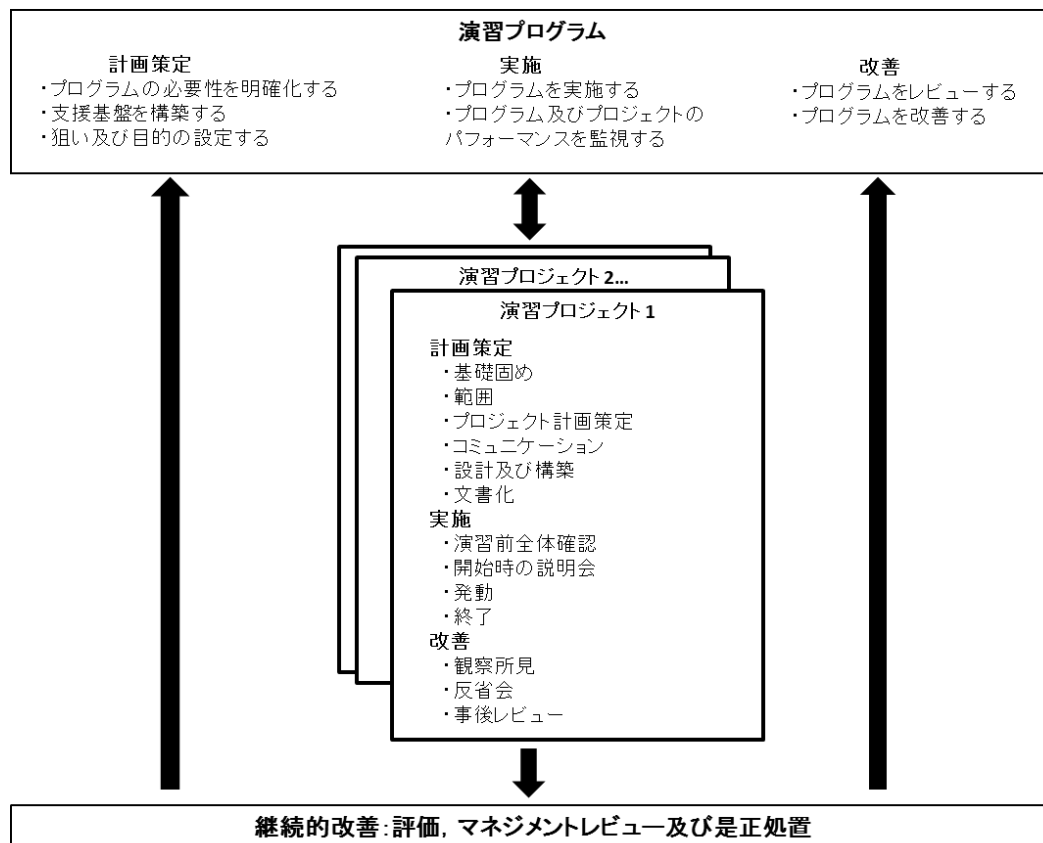 演習プログラム
計画策定
・プログラムの必要性を明確化する
・支援基盤を構築する
・狙い及び目的の設定する
実施
・プログラムを実施する
・プログラム及びプロジェクトの
パフォーマンスを監視する
改善
・プログラムをレビューする
・プログラムを改善する
演習プロジェクト2...
演習プロジェクト1
計画策定
・基礎固め
・範囲
・プロジェクト計画策定
・コミュニケーション
・設計及び構築
・文書化
実施
・演習前全体確認
・開始時の説明会
・発動
・終了
改善
・観察所見
・反省会
・事後レビュー
継続的改善:評価,マネジメントレビュー及び是正処置